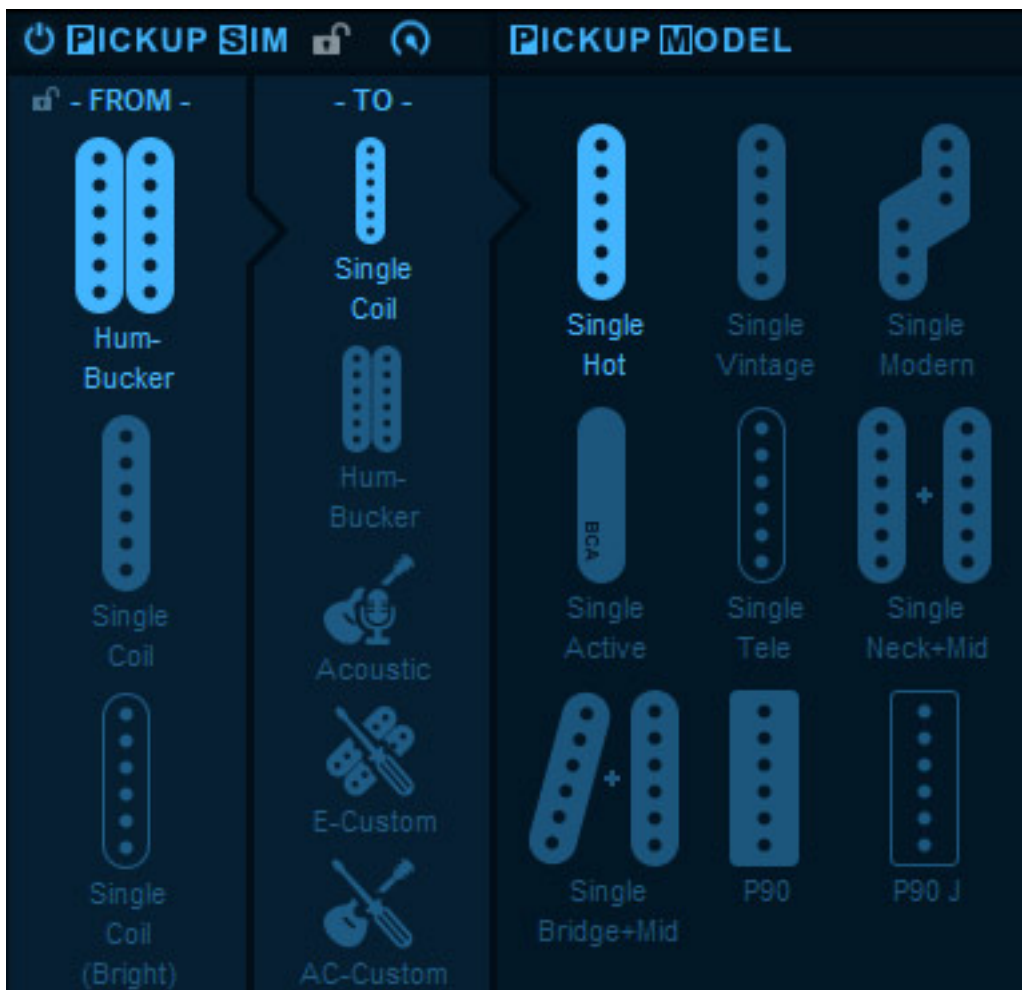 PICKUP SIM
PICKUP MODEL
- FROM -
Hum-
Bucker
Single
Coil
Single
Coil
(Bright)
- TO -
Single
Coil
Hum-
Bucker
Acoustic
E-Custom
AC-Custom
Single
Hot
Single
Vintage
Single
Modern
BCA
Single
Active
Single
Tele
Single
Neck+Mid
Single
Bridge+Mid
P90
P90 J